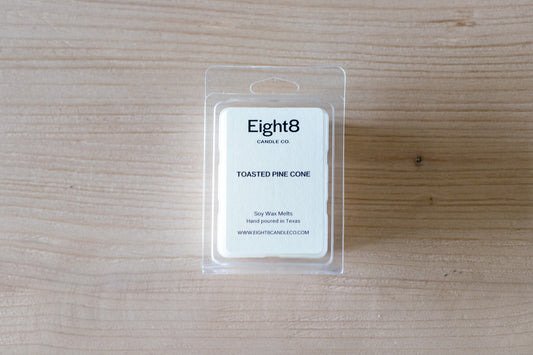 Eight8
CANDLE CO.
TOASTED PINE CONE
Soy Wax Melts
Hand poured in Texas
WWW.EIGHT8CANDLECO.COM